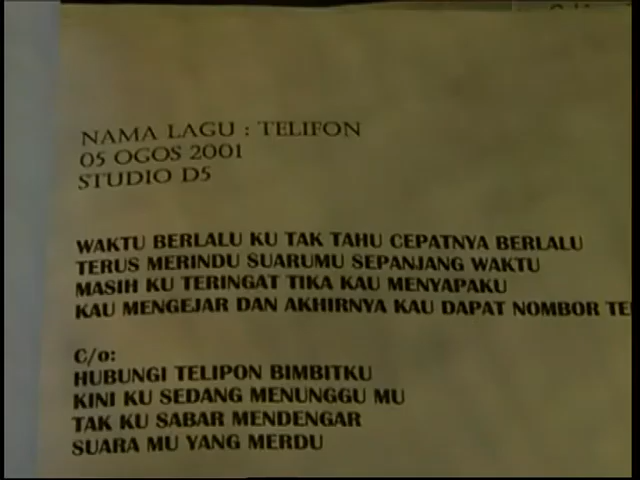 NAMA LAGU : TELIFON
05 OGOS 2001
STUDIO D5
WAKTU BERLALU KU TAK TAHU CEPATNYA BERLALU
TERUS MERINDU SUARUMU SEPANJANG WAKTU
MASIH KU TERINGAT TIKA KAU MENYAPAKU
KAU MENGEJAR DAN AKHIRNYA KAU DAPAT NOMBOR
C/o:
HUBUNGI TELIPON BIMBITKU
KINI KU SEDANG MENUNGGU MU
TAK KU SABAR MENDENGAR
SUARA MU YANG MERDU